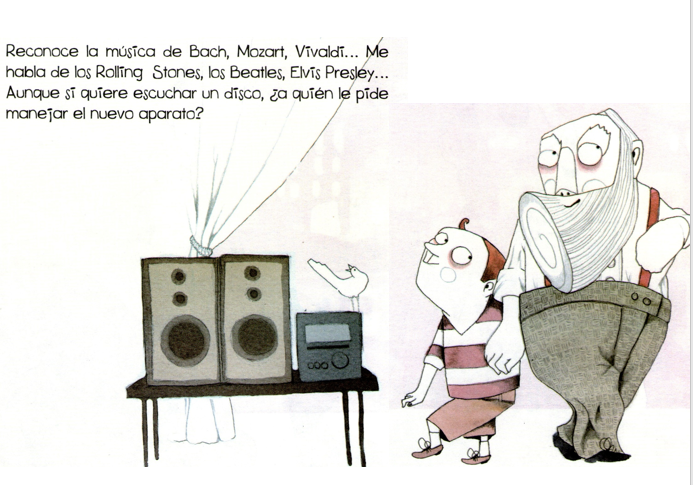 Reconoce la música de Bach, Mozart, Vivaldi... Me
habla de los Rolling Stones, los Beatles, Elvis Presley...
Aunque si quiere escuchar un disco, ¿a quién le pide
manejar el nuevo aparato?